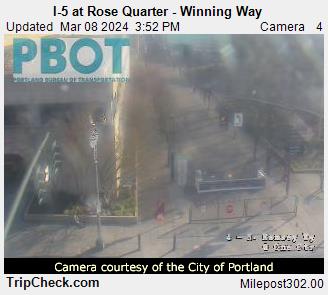 I-5 at Rose Quarter - Winning Way
Updated Mar 08 2024 3:52 PM Camera 4
PBOT
PORTLAND BUREAU OF TRANSPORTATION
Camera courtesy of the City of Portland
TripCheck.com Milepost302.00